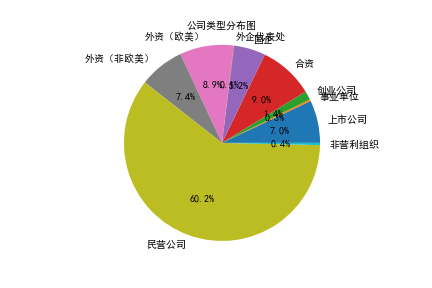 公司类型分布图
外资（欧美）
外企代表处
国企
外资（非欧美）
合资
创业公司
事业单位
上市公司
非营利组织
民营公司
8.9%
7.4%
9.0%
1.4%
7.0%
0.4%
60.2%